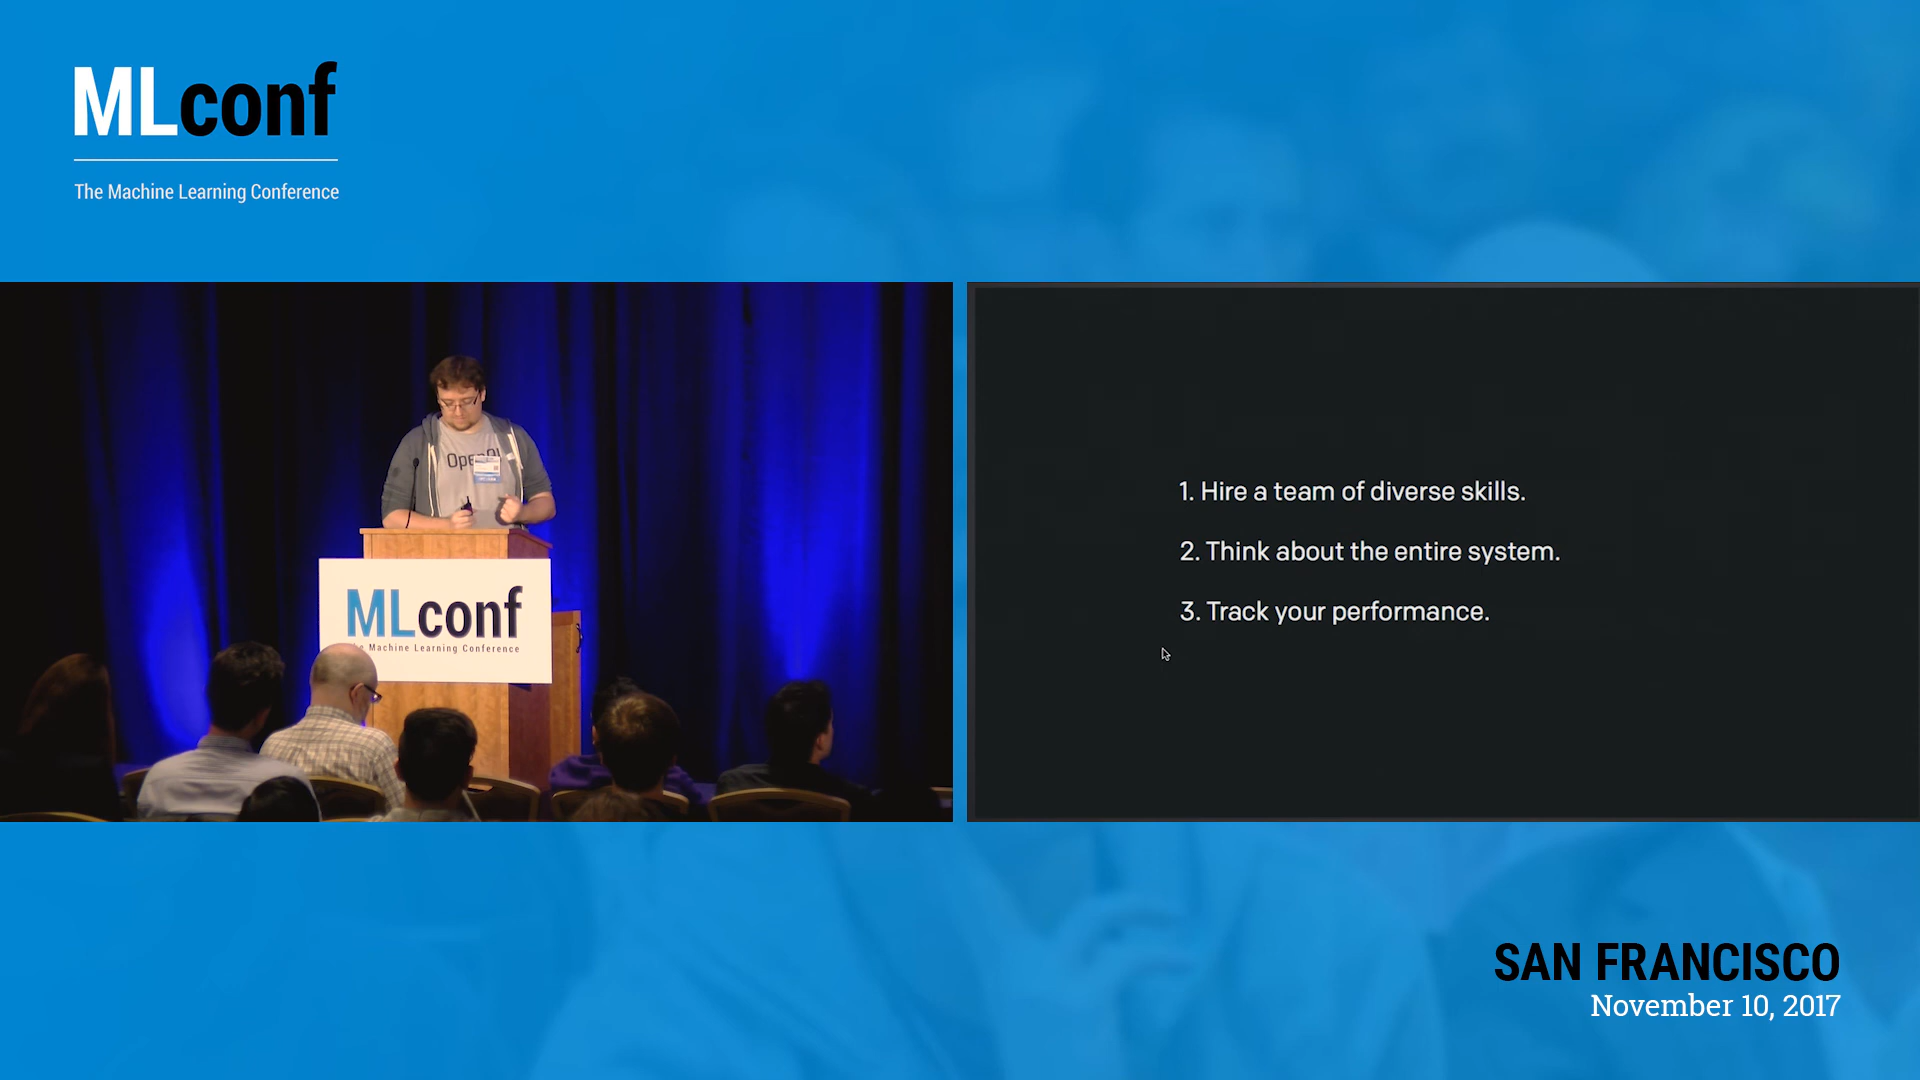 MLconf
The Machine Learning Conference
OpenAI
MLconf
Machine Learning Conference
1. Hire a team of diverse skills.
2. Think about the entire system.
3. Track your performance.
SAN FRANCISCO
November 10, 2017